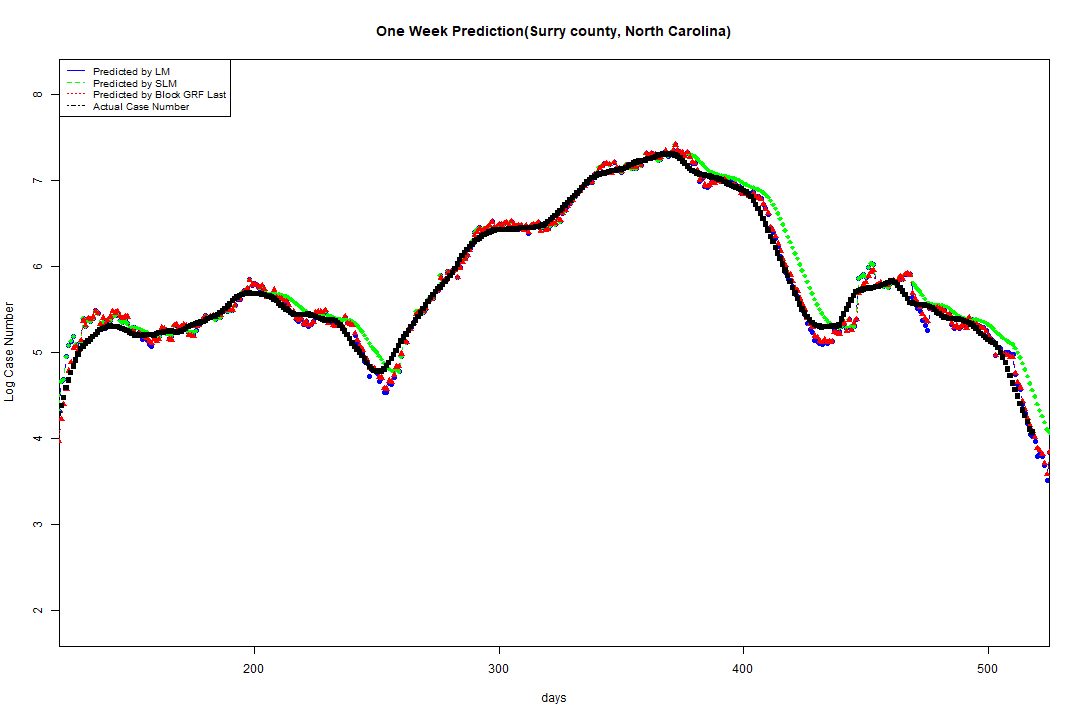 One Week Prediction(Surry county, North Carolina)
Predicted by LM
Predicted by SLM
Predicted by Block GRF Last
Actual Case Number
Log Case Number
8
7
6
5
4
3
2
200 300 400 500
days